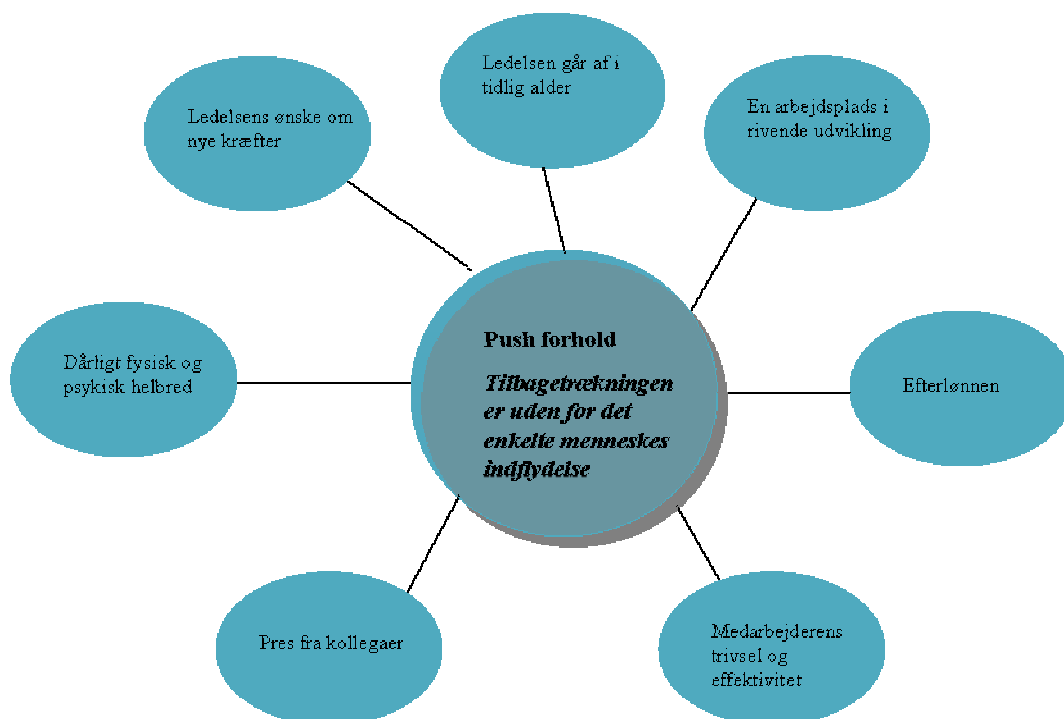 Ledelsen går af i
tidlig alder
Ledelsens ønske om
nye kræfter
En arbejdsplads i
rivende udvikling
Dårligt fysisk og
psykisk helbred
Push forhold
Tilbagetrækningen
er uden for det
enkelte menneskes
indflydelse
Efterlønnen
Pres fra kollegaer
Medarbejderens
trivsel og
effektivitet